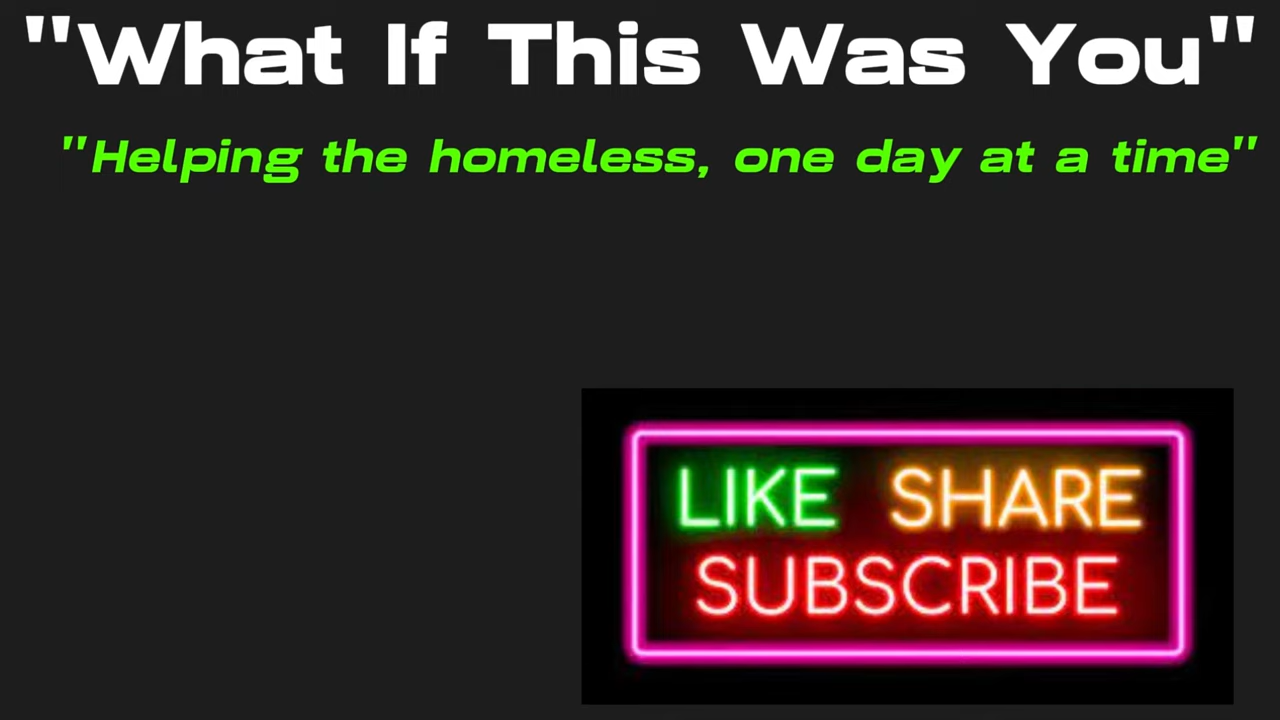 "What If This Was You"
"Helping the homeless, one day at a time"
LIKE SHARE
SUBSCRIBE